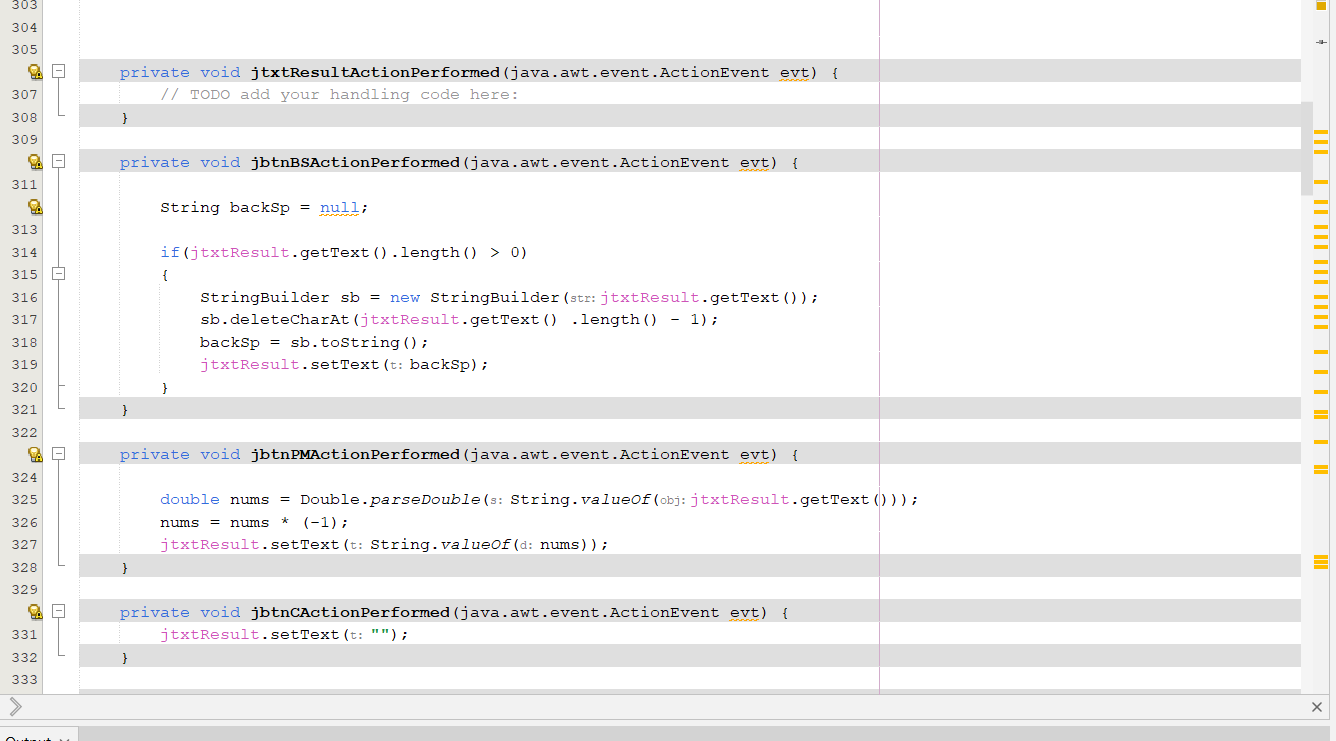 303
304
305
private void jtxtResultActionPerformed(java.awt.event.ActionEvent evt) {
307 // TODO add your handling code here:
308 }
309
private void jbtnBSActionPerformed(java.awt.event.ActionEvent evt) {
311
String backSp = null;
313
314 if(jtxtResult.getText().length() > 0)
315 {
316 StringBuilder sb = new StringBuilder(str: jtxtResult.getText());
317 sb.deleteCharAt(jtxtResult.getText() .length() - 1);
318 backSp = sb.toString();
319 jtxtResult.setText(t: backSp);
320 }
321 }
322
private void jbtnPMActionPerformed(java.awt.event.ActionEvent evt) {
324
325 double nums = Double.parseDouble(s: String.valueOf(obj: jtxtResult.getText()));
326 nums = nums * (-1);
327 jtxtResult.setText(t: String.valueOf(d: nums));
328 }
329
private void jbtnCActionPerformed(java.awt.event.ActionEvent evt) {
331 jtxtResult.setText(t: "");
332 }
333
Output